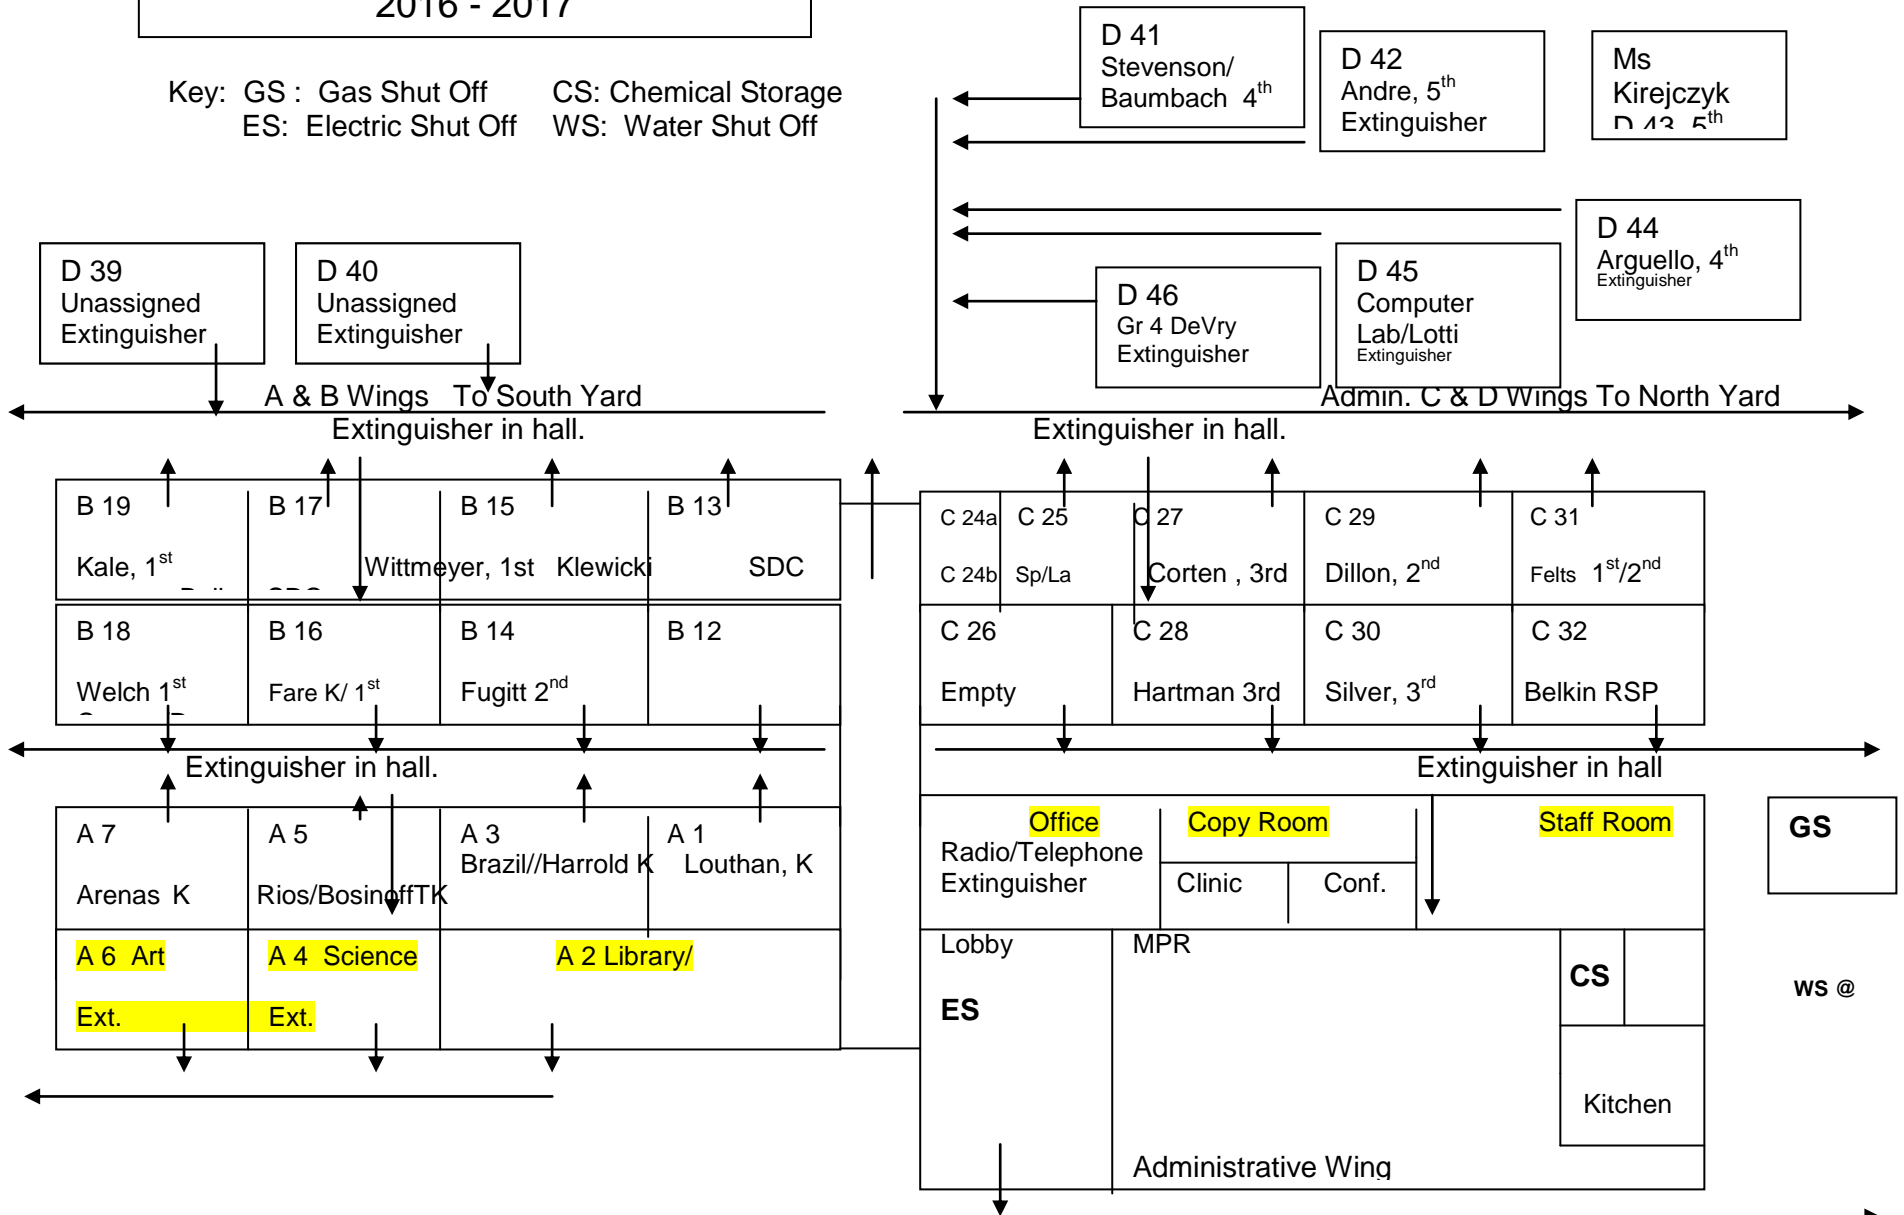 2016 - 2017
Key: GS : Gas Shut Off CS: Chemical Storage
ES: Electric Shut Off WS: Water Shut Off
D 41
Stevenson/
Baumbach 4th
D 42
Andre, 5th
Extinguisher
Ms
Kirejczyk
D 43 5th
D 44
Arguello, 4th
Extinguisher
D 39
Unassigned
Extinguisher
D 40
Unassigned
Extinguisher
D 46
Gr 4 DeVry
Extinguisher
D 45
Computer
Lab/Lotti
Extinguisher
A & B Wings To South Yard
Extinguisher in hall.
Admin. C & D Wings To North Yard
Extinguisher in hall.
B 19
Kale, 1st
B 17
SDC
B 15
Wittmeyer, 1st
B 13
Klewicki SDC
C 24a
C 24b
C 25
Sp/La
C 27
Corten , 3rd
C 29
Dillon, 2nd
C 31
Felts 1st/2nd
B 18
Welch 1st
B 16
Fare K/ 1st
B 14
Fugitt 2nd
B 12
C 26
Empty
C 28
Hartman 3rd
C 30
Silver, 3rd
C 32
Belkin RSP
Extinguisher in hall.
Extinguisher in hall
A 7
Arenas K
A 5
Rios/BosinoffTK
A 3
Brazil//Harrold K
A 1
Louthan, K
Office
Radio/Telephone
Extinguisher
Copy Room
Clinic
Conf.
Staff Room
GS
A 6 Art
Ext.
A 4 Science
Ext.
A 2 Library/
Lobby
ES
MPR
CS
WS @
Kitchen
Administrative Wing